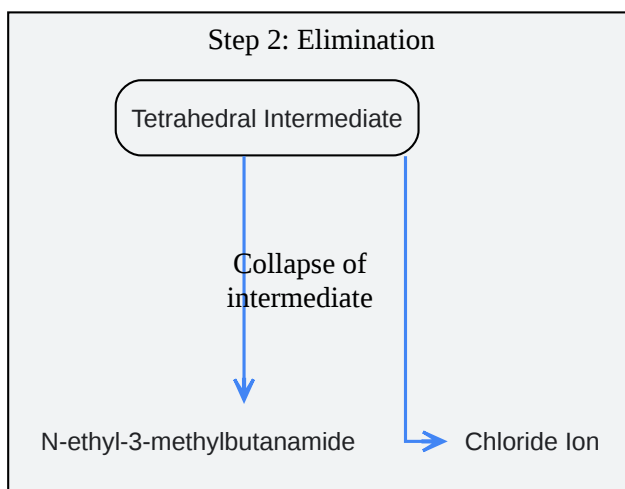 Step 2: Elimination
Tetrahedral Intermediate
Collapse of
intermediate
N-ethyl-3-methylbutanamide
Chloride Ion